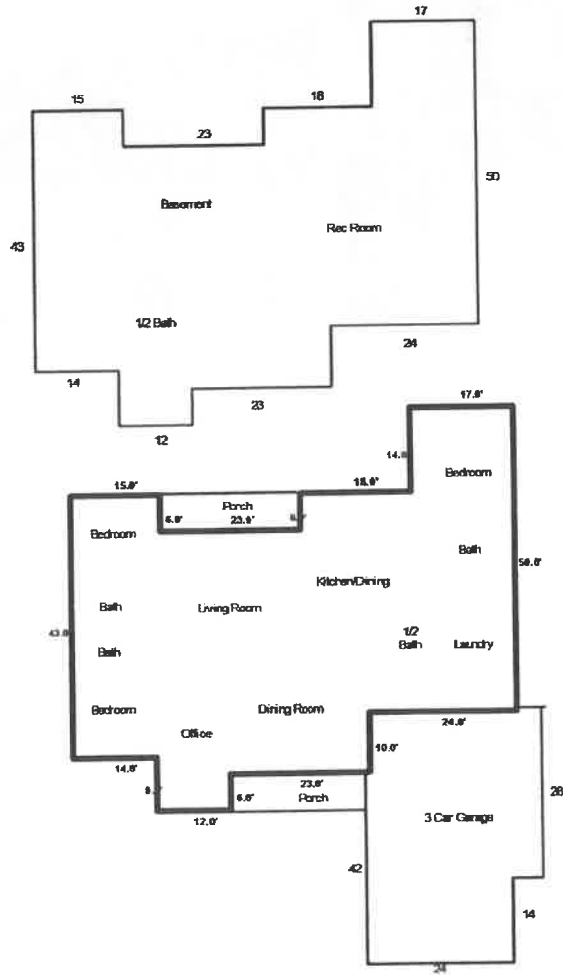 17
15
18
23
50
Basement
Rec Room
43
1/2 Bath
24
14
23
12
17.0'
14.0
Bedroom
15.0'
18.0'
Porch
6.0'
23.0'
Bedroom
Bath
Kitchen/Dining
50.0'
Bath
Living Room
1/2
Bath
Laundry
43.0
Bath
Bedroom
Dining Room
Office
24.0'
10.0'
14.0'
23.0'
6.0'
Porch
12.0'
3 Car Garage
28
42
14
24